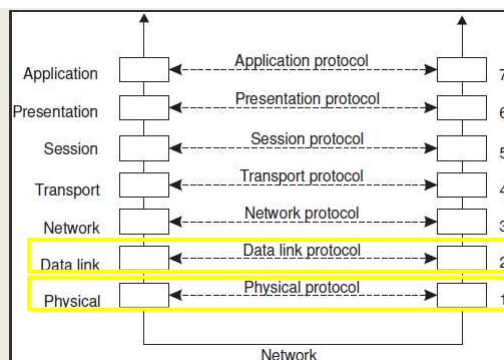 Application Application protocol 7
Presentation Presentation protocol 6
Session Session protocol 5
Transport Transport protocol 4
Network Network protocol 3
Data link Data link protocol 2
Physical Physical protocol 1
Network